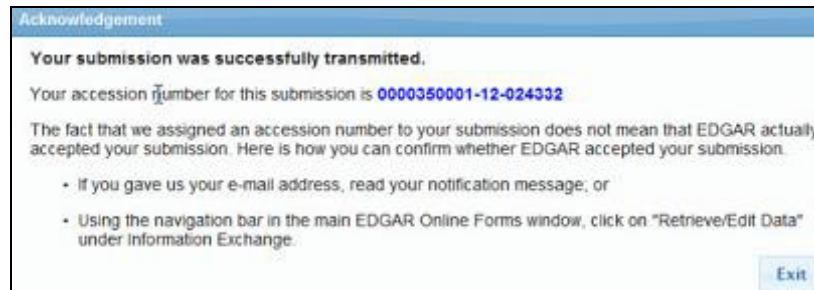 Acknowledgement
Your submission was successfully transmitted.
Your accession number for this submission is 0000350001-12-024332
The fact that we assigned an accession number to your submission does not mean that EDGAR actually
accepted your submission. Here is how you can confirm whether EDGAR accepted your submission.
• If you gave us your e-mail address, read your notification message; or
• Using the navigation bar in the main EDGAR Online Forms window, click on "Retrieve/Edit Data"
under Information Exchange.
Exit